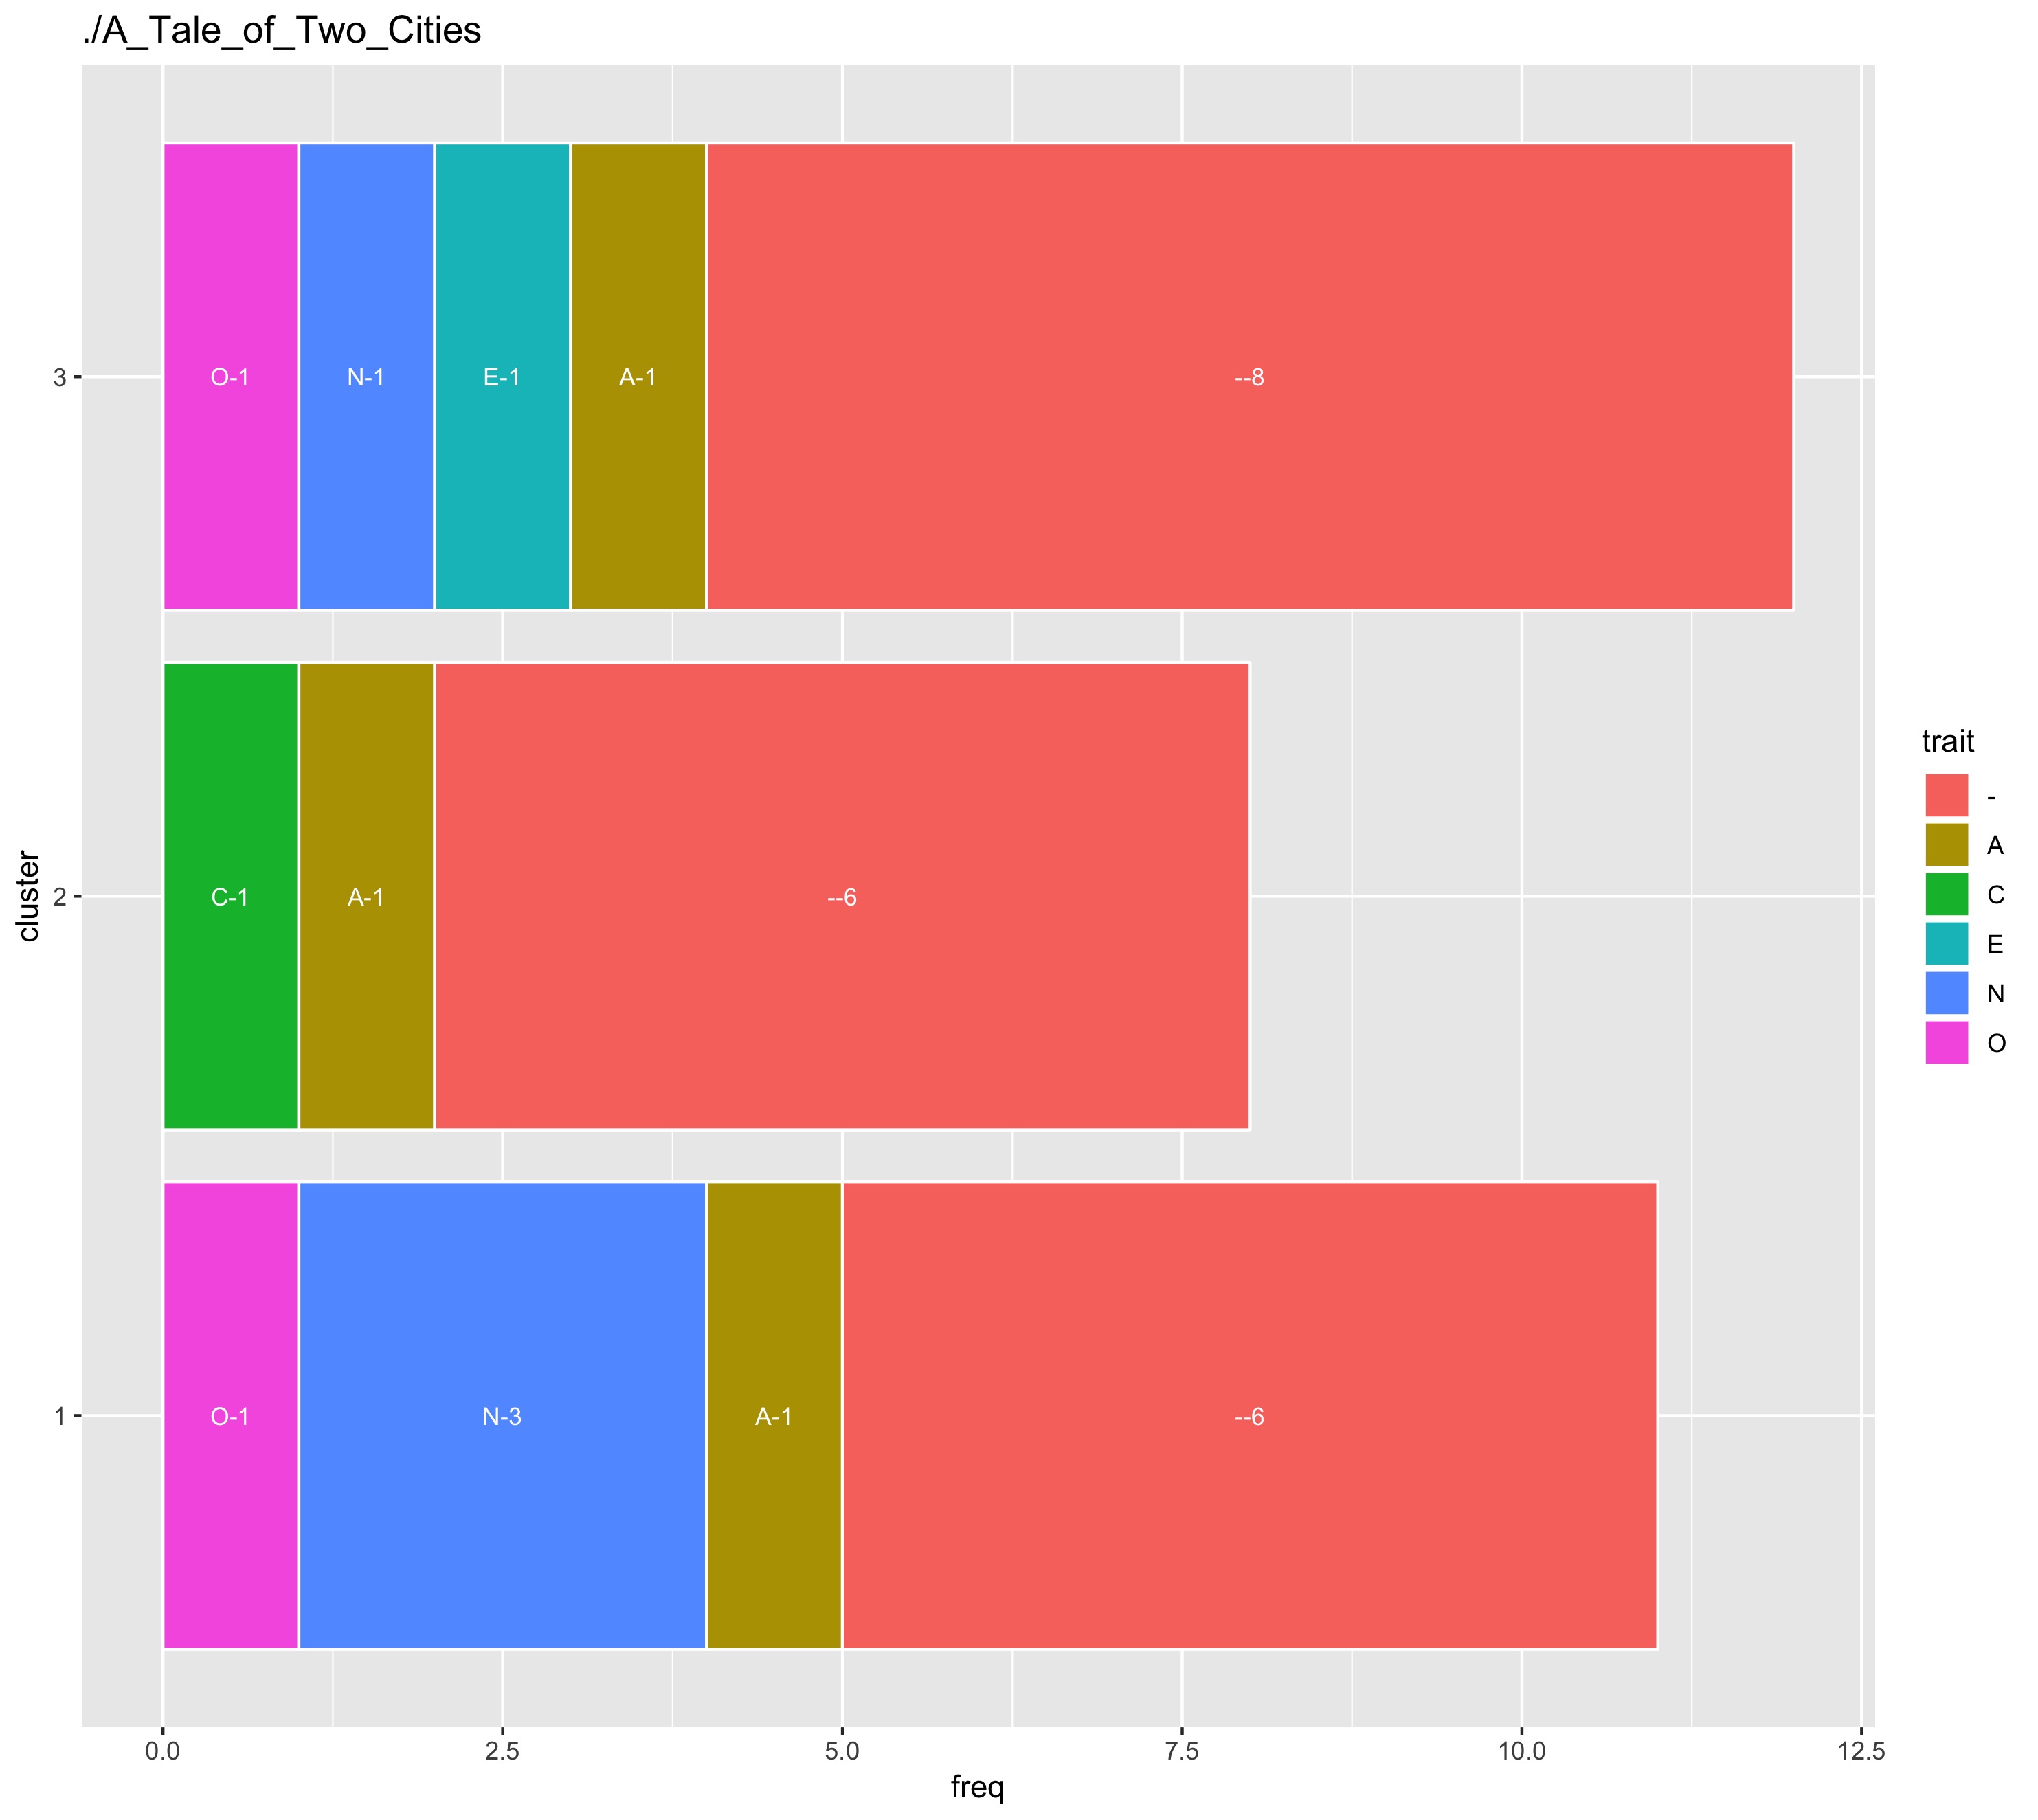 ./A_Tale_of_Two_Cities
3
O-1 N-1 E-1 A-1 --8
2
C-1 A-1 --6
1
O-1 N-3 A-1 --6
cluster
0.0 2.5 5.0 7.5 10.0 12.5
freq
trait
-
A
C
E
N
O